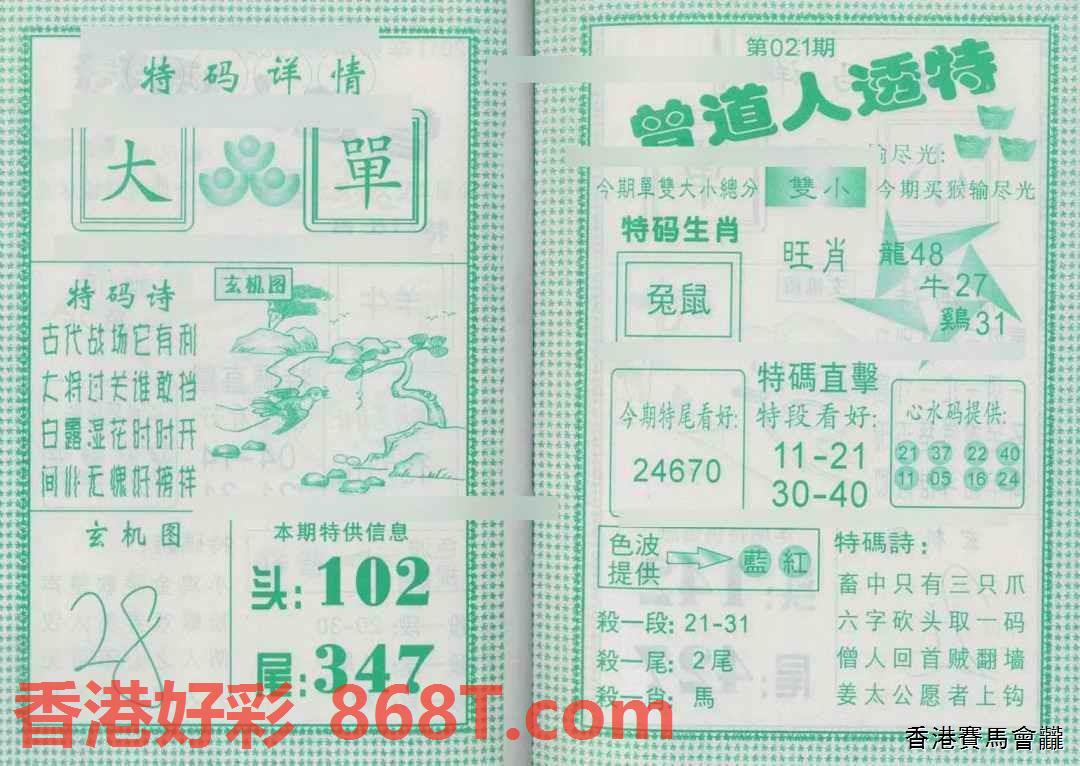 特码详情
大 單
玄机图
特码诗
古代战场它有利
大将过关谁敢挡
白露湿花时时开
问心无愧好榜样
玄机图
28
本期特供信息
头:102
尾:347
第021期
曾道人透特
输尽光:
今期單雙大小總分 雙小 今期买猴输尽光
特码生肖
兔鼠
旺肖
龍48
牛27
鷄31
今期特尾看好:
24670
特碼直擊
特段看好:
11-21
30-40
心水码提供:
21 37 22 40
11 05 16 24
色波
提供
藍 紅
殺一段: 21-31
殺一尾: 2尾
殺一肖: 馬
特碼詩:
畜中只有三只爪
六字砍头取一码
僧人回首贼翻墙
姜太公愿者上钩
香港好彩 868T.com
香港賽馬會